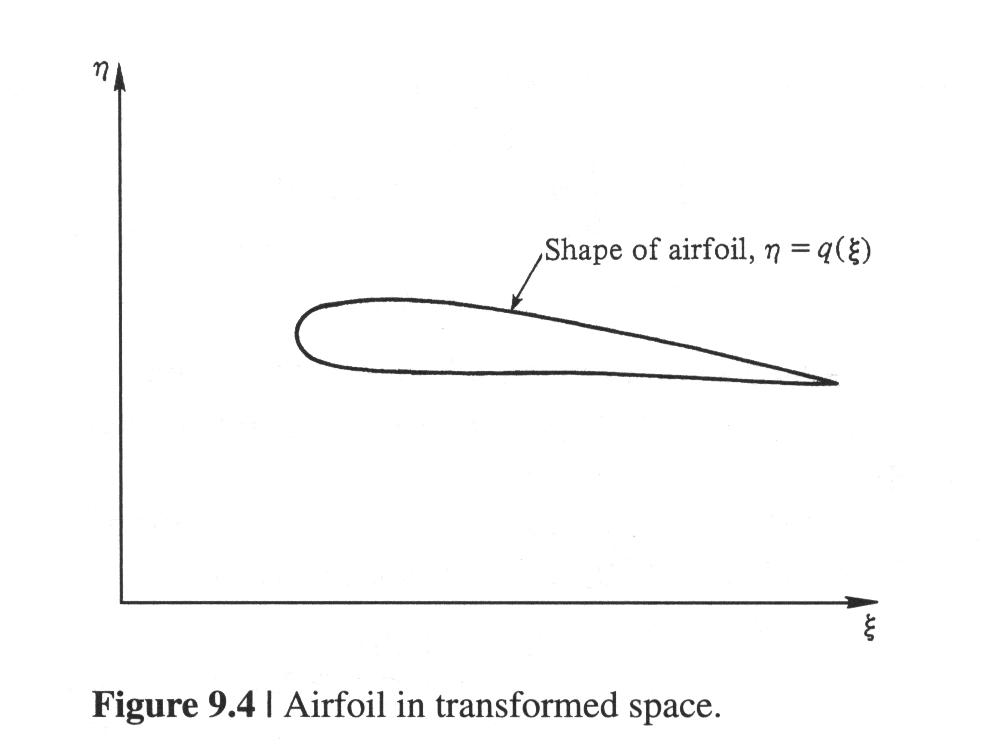 η
Shape of airfoil, η = q(ξ)
ξ
Figure 9.4 | Airfoil in transformed space.